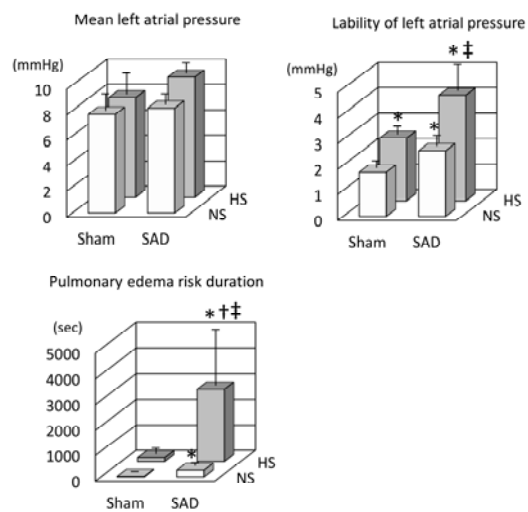 Mean left atrial pressure
(mmHg)
10
8
6
4
2
0
Sham
SAD
NS
HS
Lability of left atrial pressure
(mmHg)
* ‡
5
4
3
2
1
0
*
*
Sham
SAD
NS
HS
Pulmonary edema risk duration
(sec)
* † ‡
5000
4000
3000
2000
1000
0
*
Sham
SAD
NS
HS